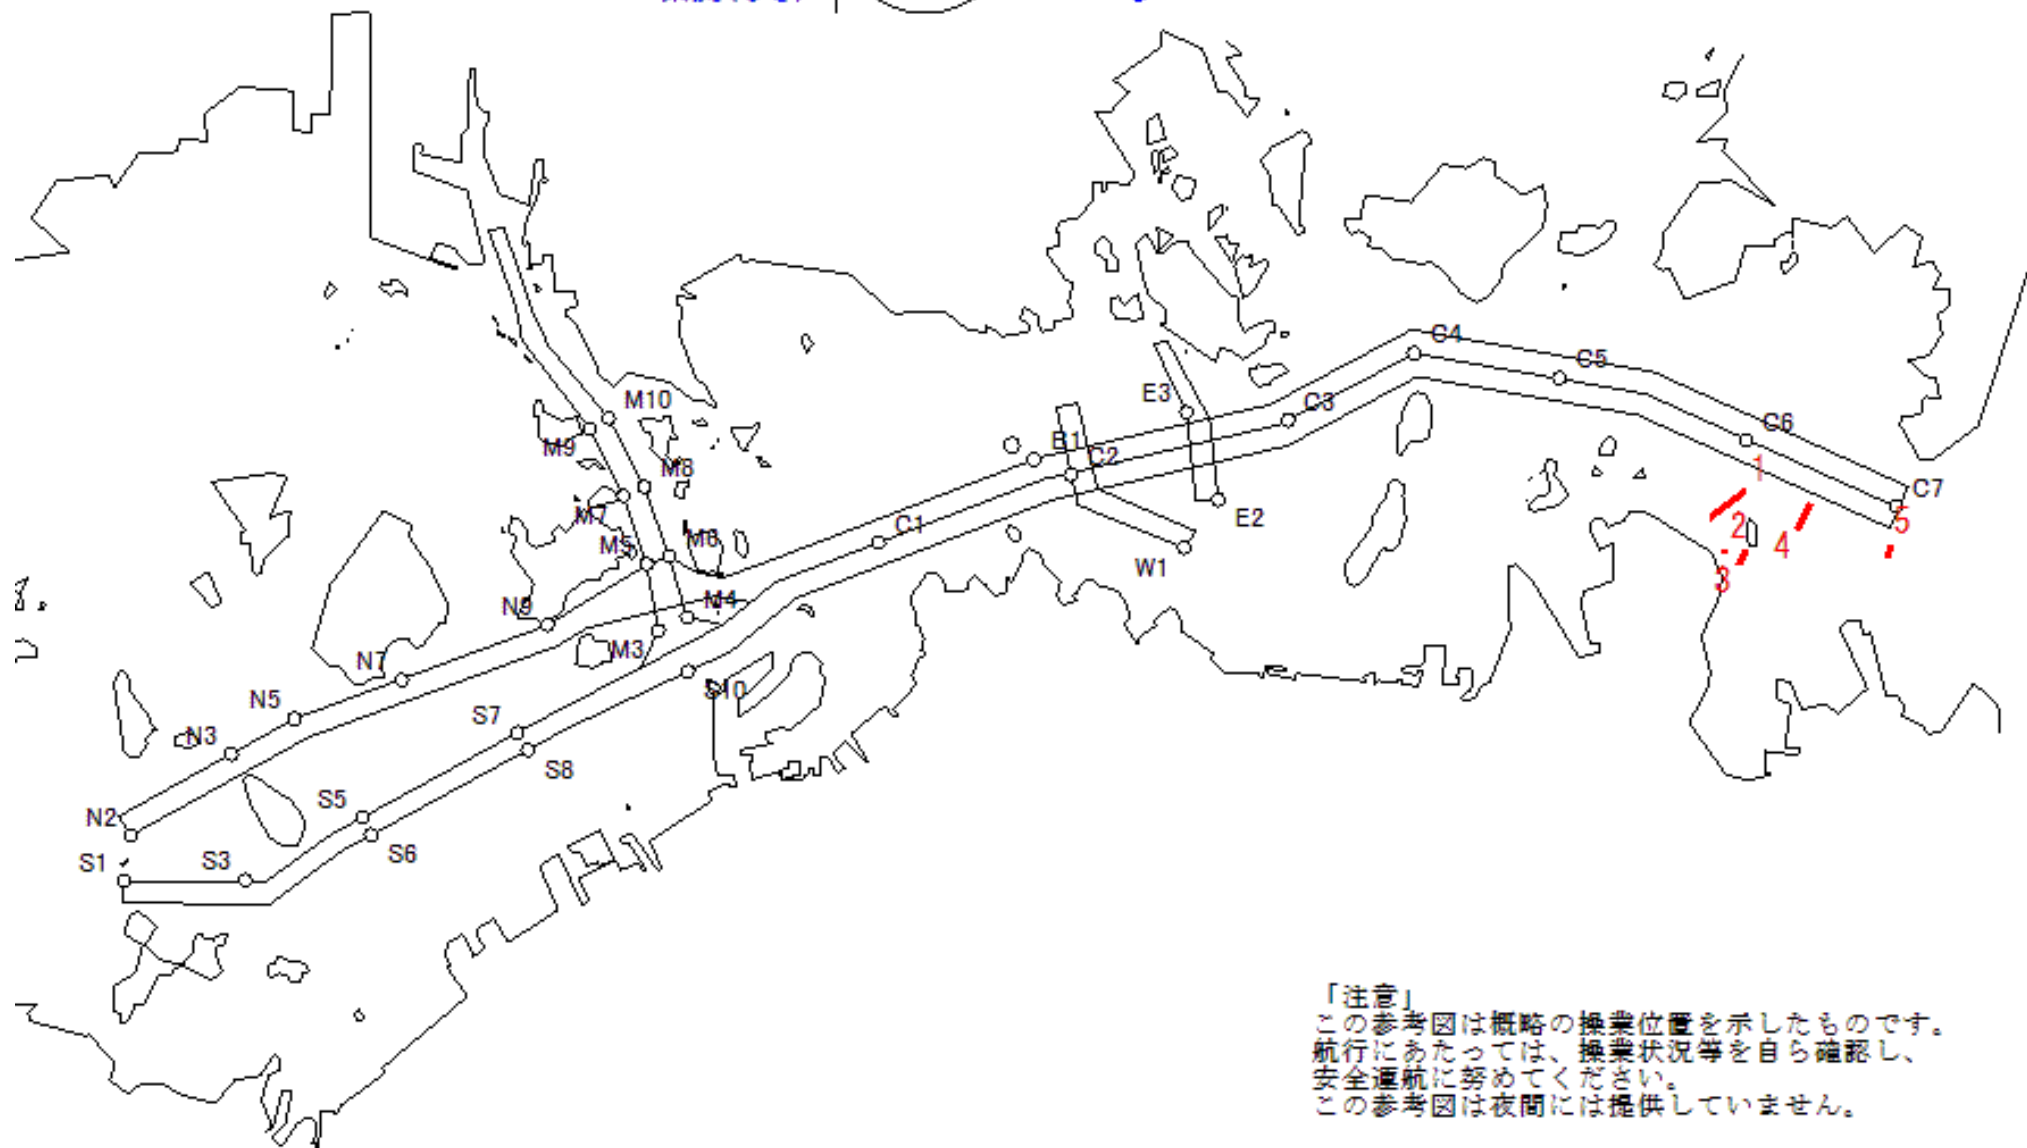 C4
C5
E3
M10
C3
C6
M9
B1
C2
M8
1
C7
M7
E2
2
5
M5
M6
C1
4
W1
3
N9
M4
N7
M3
S10
N5
S7
N3
S8
S5
N2
S6
S1
S3
「注意」
この参考図は概略の操業位置を示したものです。
航行にあたっては、操業状況等を自ら確認し、
安全運航に努めてください。
この参考図は夜間には提供していません。